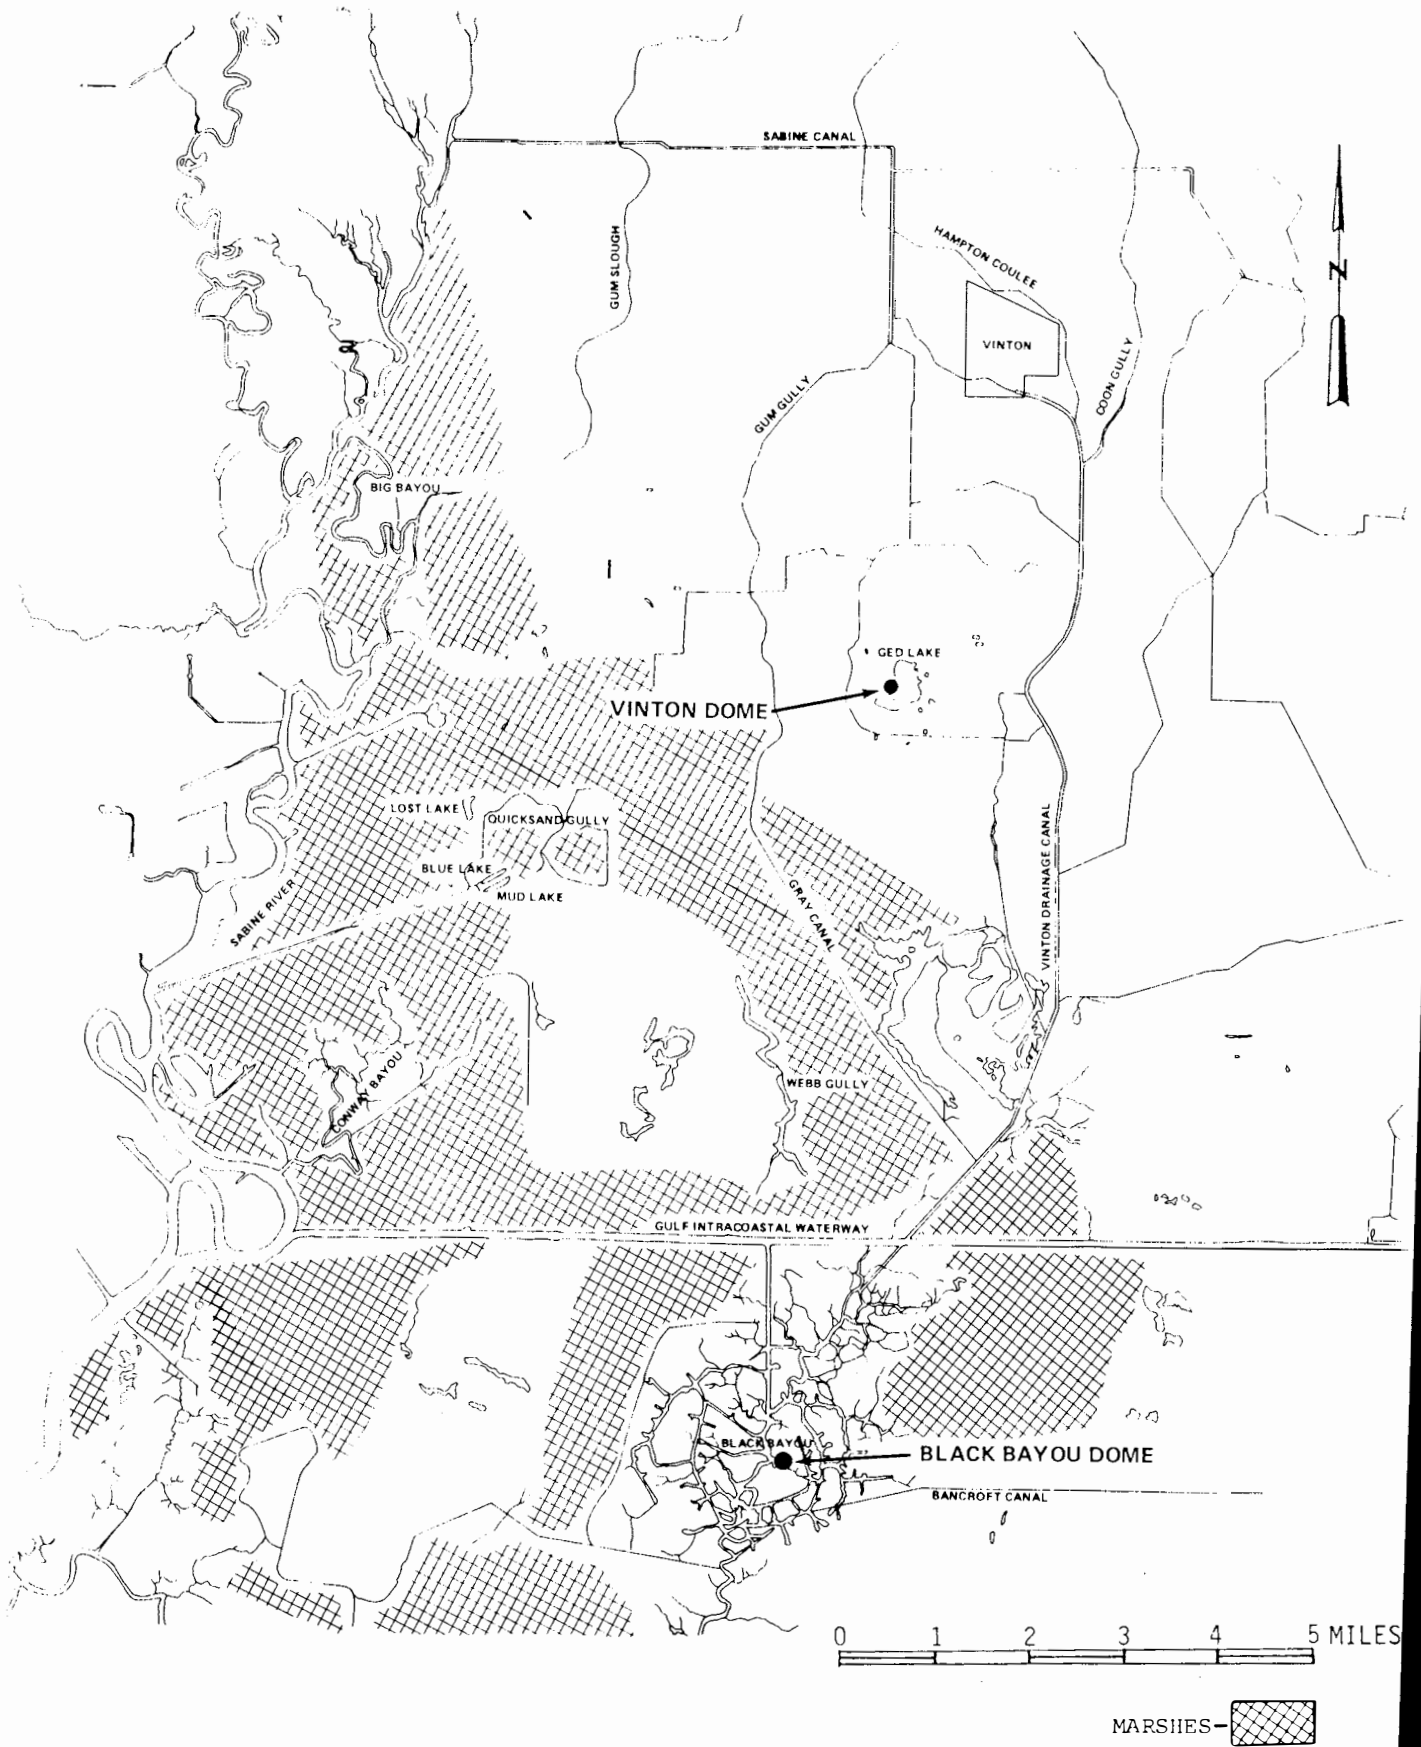 SABINE CANAL
HAMPTON COULEE
GUM SLOUGH
N
VINTON
COON GULLY
GUM GULLY
BIG BAYOU
GED LAKE
VINTON DOME
LOST LAKE
QUICKSAND GULLY
BLUE LAKE
MUD LAKE
SABINE RIVER
GRAY CANAL
VINTON DRAINAGE CANAL
CONWAY BAYOU
WEBB GULLY
GULF INTRACOASTAL WATERWAY
BLACK BAYOU
BLACK BAYOU DOME
BANCROFT CANAL
0 1 2 3 4 5 MILES
MARSHES-